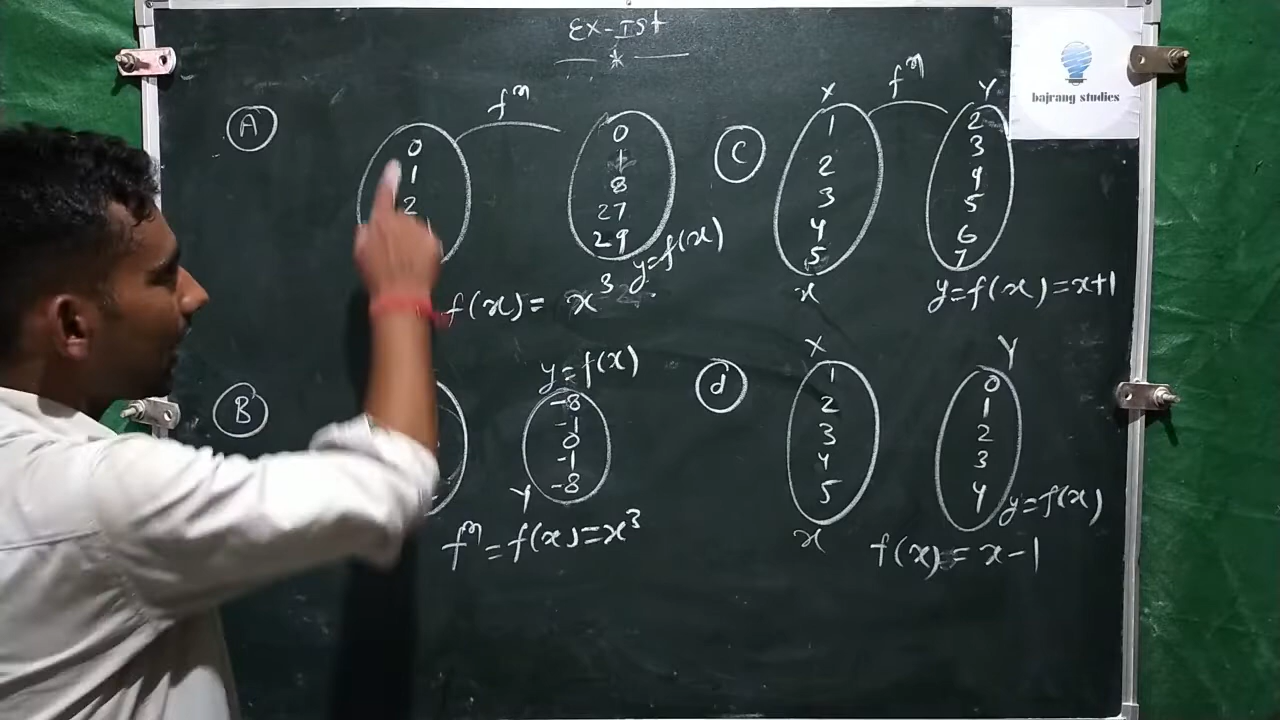 Ex-Ist
*
bajrang studies
A
fⁿ
0
1
2
0
1
8
27
29
y=f(x)
f(x)= x³
C
X
fⁿ
Y
1
2
3
4
5
x
2
3
4
5
6
7
y=f(x)=x+1
B
y=f(x)
-8
-1
0
-1
-8
Y
fⁿ=f(x)=x³
d
X
Y
1
2
3
4
5
x
0
1
2
3
4
y=f(x)
f(x)=x-1